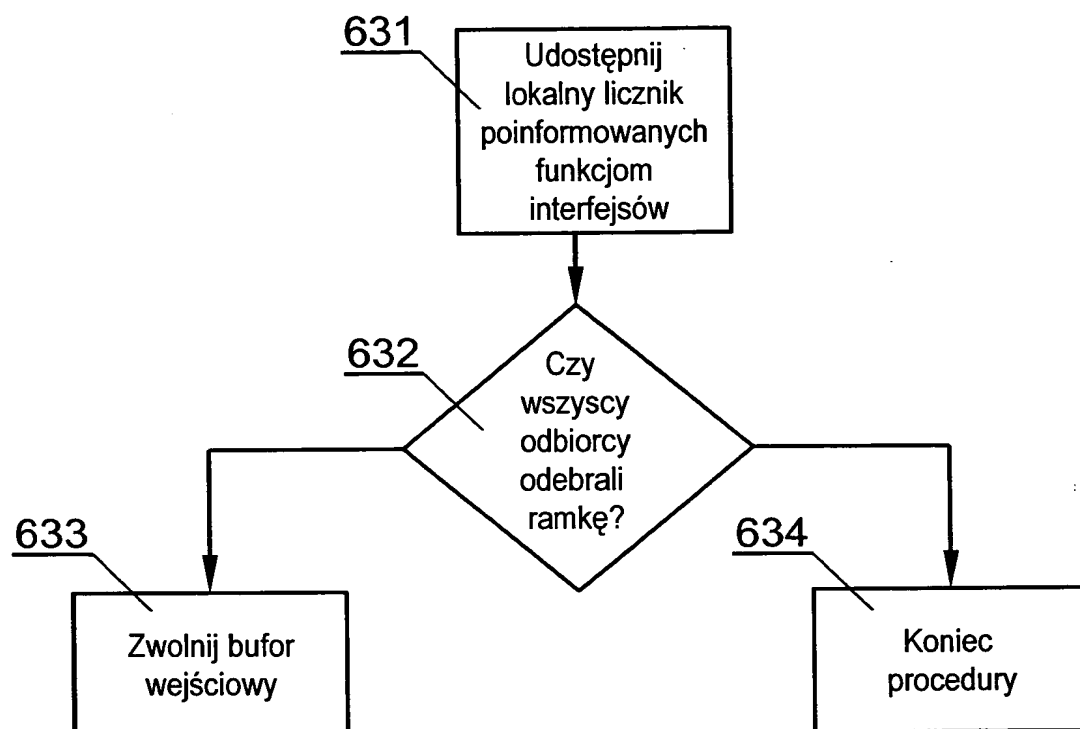 631
Udostępnij
lokalny licznik
poinformowanych
funkcjom
interfejsów
632
Czy
wszyscy
odbiorcy
odebrali
ramkę?
633
Zwolnij bufor
wejściowy
634
Koniec
procedury